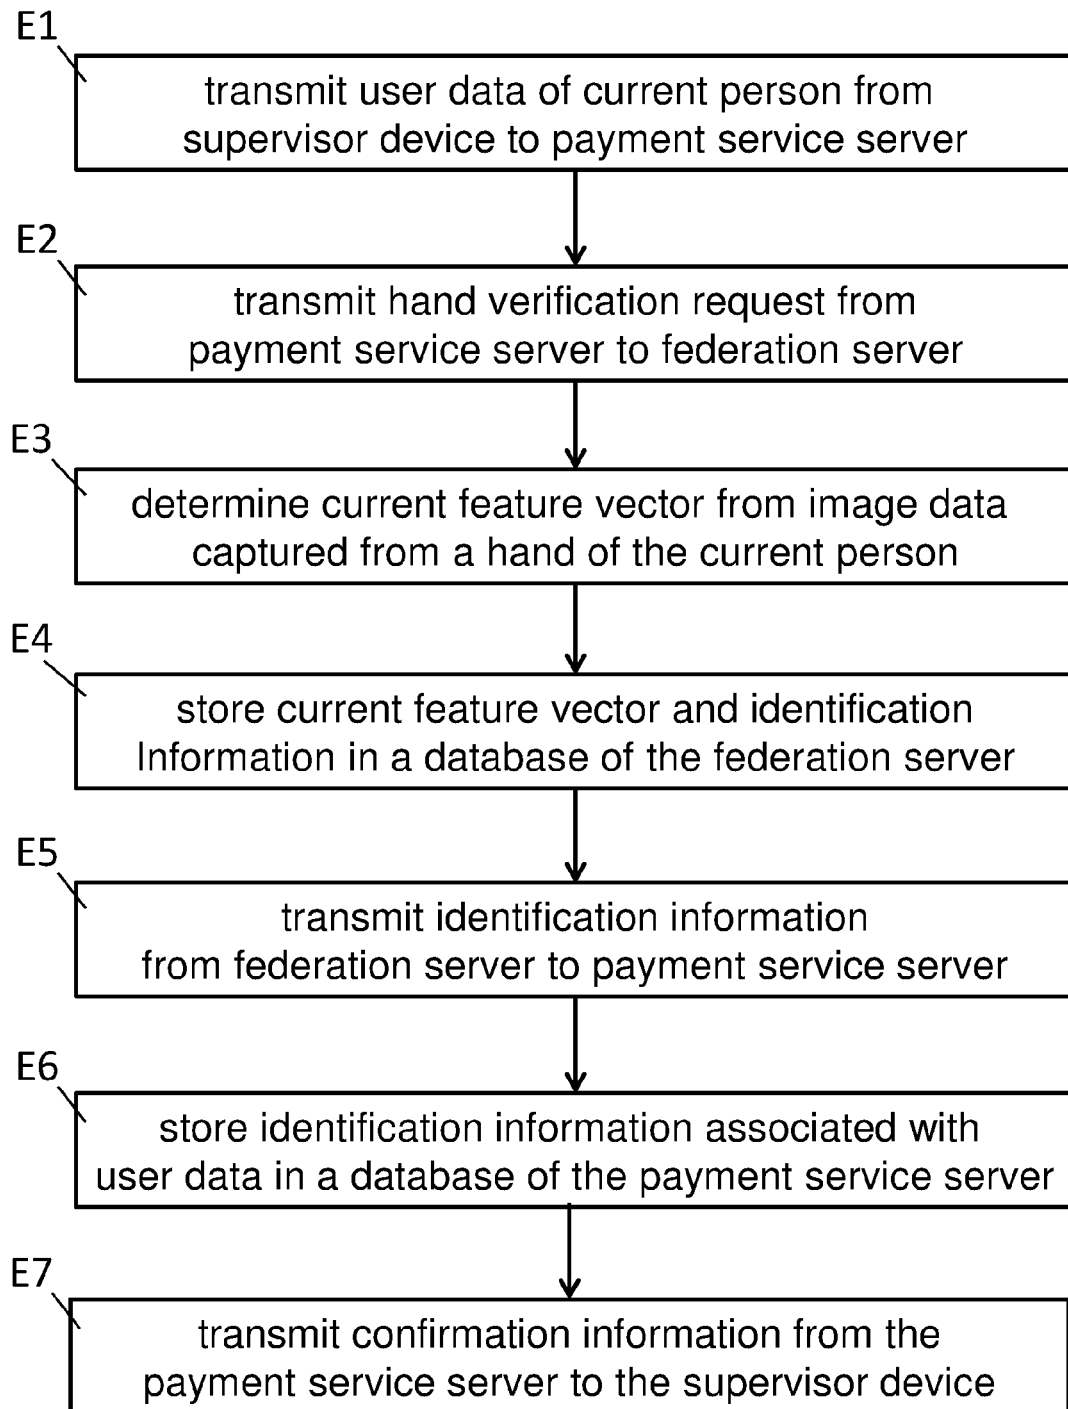 E1
transmit user data of current person from
supervisor device to payment service server
E2
transmit hand verification request from
payment service server to federation server
E3
determine current feature vector from image data
captured from a hand of the current person
E4
store current feature vector and identification
Information in a database of the federation server
E5
transmit identification information
from federation server to payment service server
E6
store identification information associated with
user data in a database of the payment service server
E7
transmit confirmation information from the
payment service server to the supervisor device